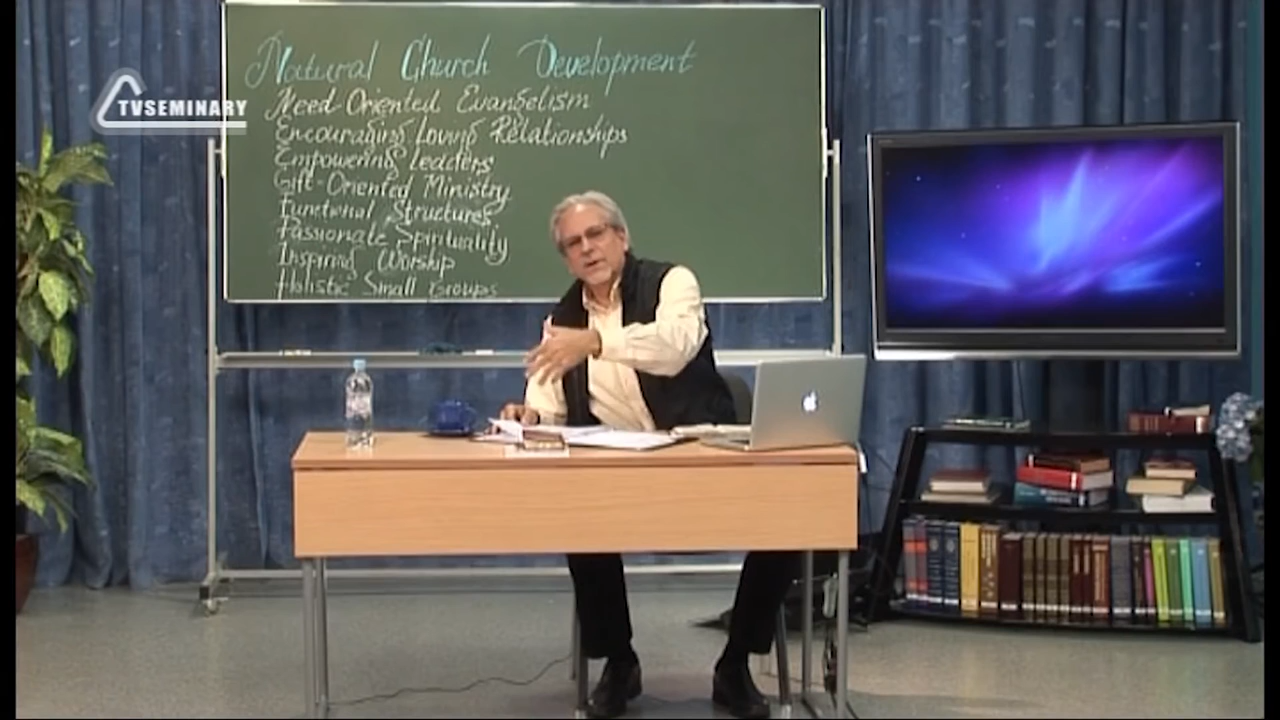 Natural Church Development
TVSEMINARY
Need-Oriented Evangelism
Encouraging Loving Relationships
Empowering Leaders
Gift-Oriented Ministry
Functional Structures
Passionate Spirituality
Inspiring Worship
Holistic Small Groups